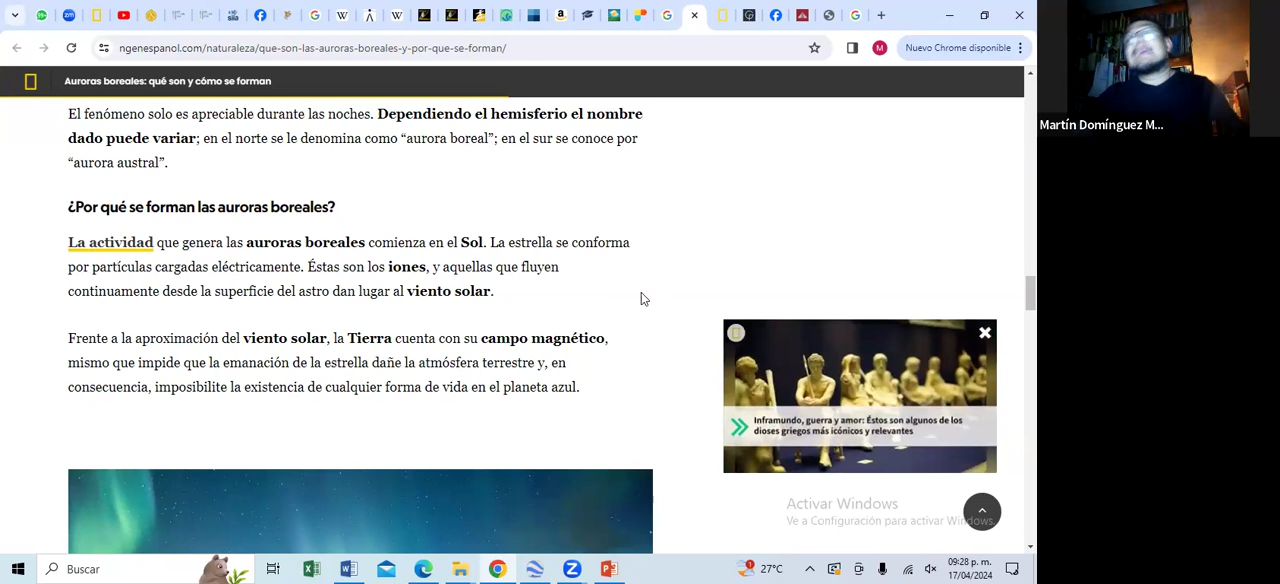 ngenespanol.com/naturaleza/que-son-las-auroras-boreales-y-por-que-se-forman/
Nuevo Chrome disponible
Auroras boreales: qué son y cómo se forman
El fenómeno solo es apreciable durante las noches. Dependiendo el hemisferio el nombre
dado puede variar; en el norte se le denomina como “aurora boreal”; en el sur se conoce por
“aurora austral”.
¿Por qué se forman las auroras boreales?
La actividad que genera las auroras boreales comienza en el Sol. La estrella se conforma
por partículas cargadas eléctricamente. Éstas son los iones, y aquellas que fluyen
continuamente desde la superficie del astro dan lugar al viento solar.
Frente a la aproximación del viento solar, la Tierra cuenta con su campo magnético,
mismo que impide que la emanación de la estrella dañe la atmósfera terrestre y, en
consecuencia, imposibilite la existencia de cualquier forma de vida en el planeta azul.
Inframundo, guerra y amor: Éstos son algunos de los
dioses griegos más icónicos y relevantes
Activar Windows
Ve a Configuración para activar Windows.
Buscar
27°C
09:28 p. m.
17/04/2024
Martín Domínguez M...